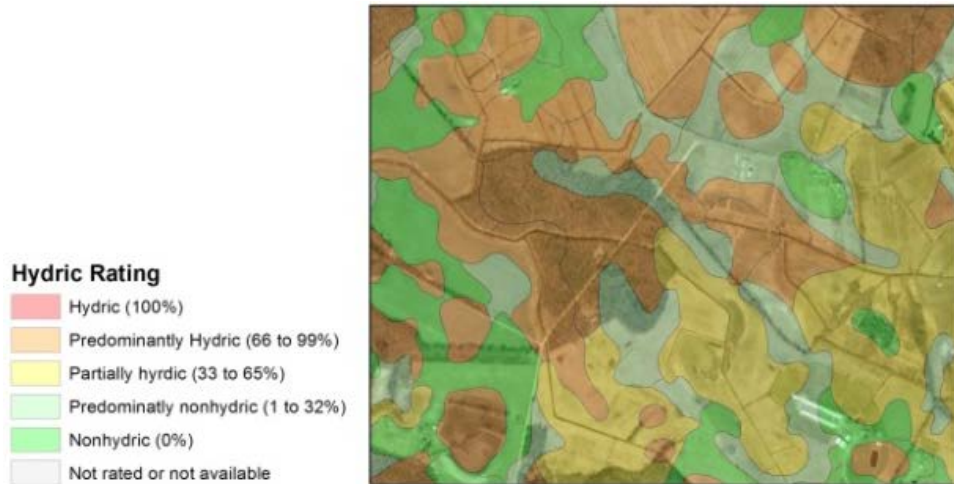 Hydric Rating
Hydric (100%)
Predominantly Hydric (66 to 99%)
Partially hyrdic (33 to 65%)
Predominatly nonhydric (1 to 32%)
Nonhydric (0%)
Not rated or not available